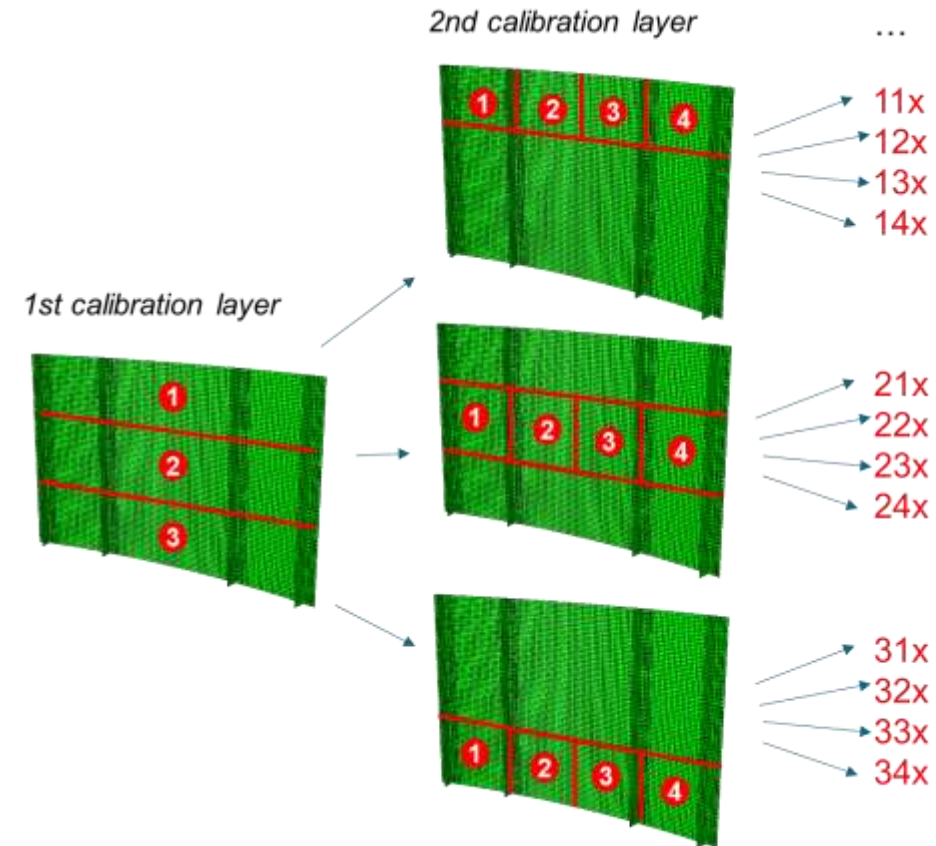 2nd calibration layer
...
1
2
3
4
11x
12x
13x
14x
1st calibration layer
1
2
3
1
2
3
4
21x
22x
23x
24x
1
2
3
4
31x
32x
33x
34x